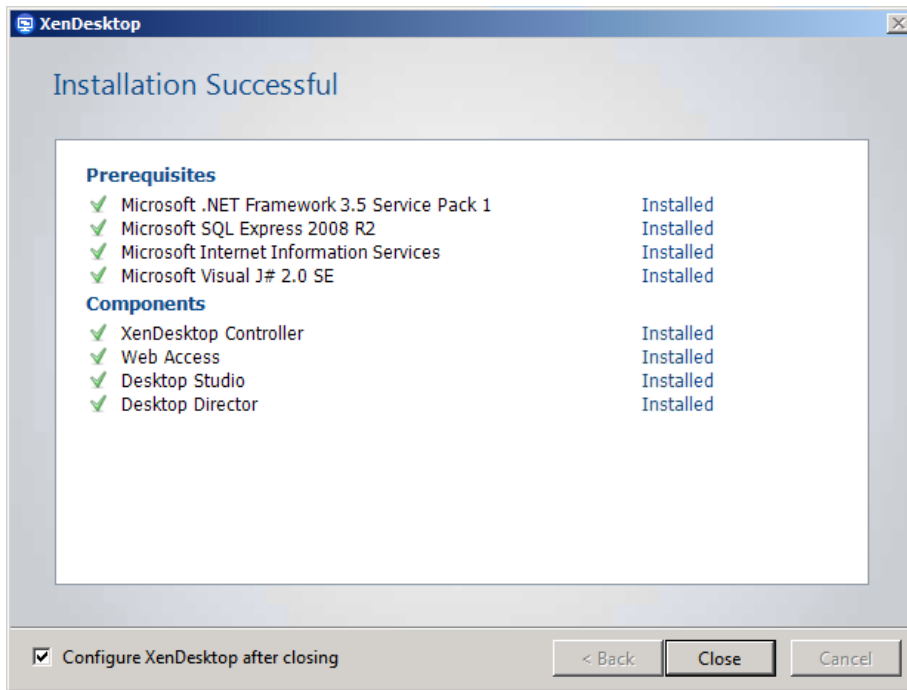 XenDesktop
Installation Successful
Prerequisites
Microsoft .NET Framework 3.5 Service Pack 1 Installed
Microsoft SQL Express 2008 R2 Installed
Microsoft Internet Information Services Installed
Microsoft Visual J# 2.0 SE Installed
Components
XenDesktop Controller Installed
Web Access Installed
Desktop Studio Installed
Desktop Director Installed
Configure XenDesktop after closing < Back Close Cancel